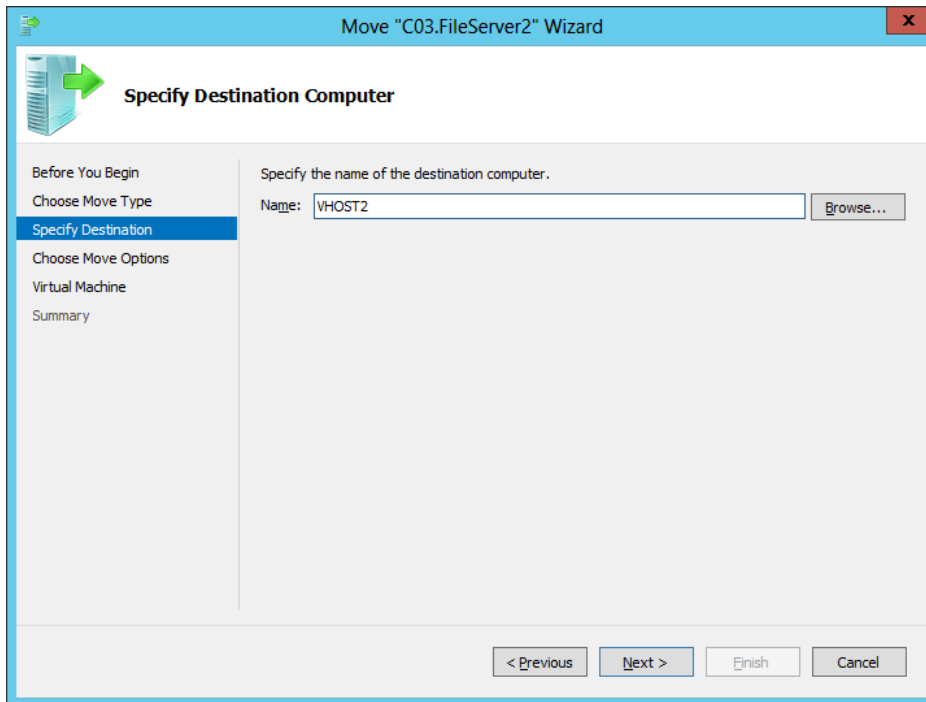 Move "C03.FileServer2" Wizard
x
Specify Destination Computer
Before You Begin
Choose Move Type
Specify Destination
Choose Move Options
Virtual Machine
Summary
Specify the name of the destination computer.
Name: VHOST2 Browse...
< Previous Next > Finish Cancel